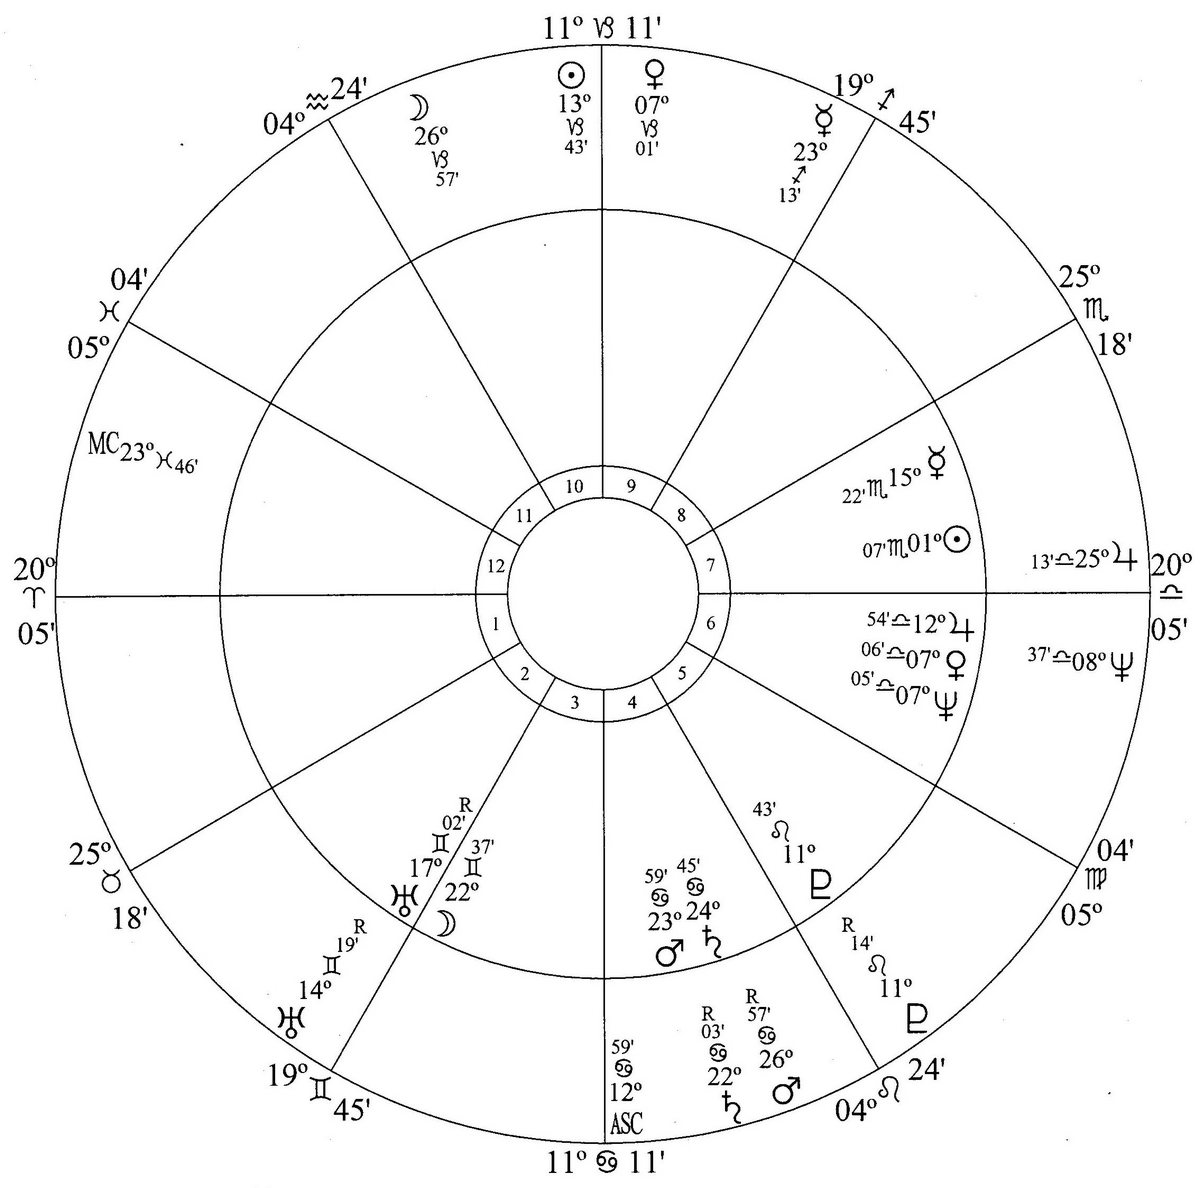 11° ♑ 11'
19° ♐ 45'
25° ♏ 18'
20° ♎ 05'
04' ♍ 05°
24' ♌ 04°
11° ♋ 11'
19° ♊ 45'
25° ♉ 18'
20° ♈ 05'
04' ♓ 05°
04° ♒ 24'
☽ 26° ♑ 57'
☉ 13° ♑ 43'
♀ 07° ♑ 01'
☿ 23° ♐ 13'
MC 23° ♓ 46'
13' ♎ 25° ♃
37' ♎ 08° ♆
♅ 14° ♊ 19' R
59' ♋ 12° ASC
R 03' ♋ 22° ♄
R 57' ♋ 26° ♂
R 14' ♌ 11° ♇
22' ♏ 15° ☿
07' ♏ 01° ☉
54' ♎ 12° ♃
06' ♎ 07° ♀
05' ♎ 07° ♆
43' ♌ 11° ♇
45' ♋ 24° ♄
59' ♋ 23° ♂
37' ♊ 22° ☽
R 02' ♊ 17° ♅
1
2
3
4
5
6
7
8
9
10
11
12